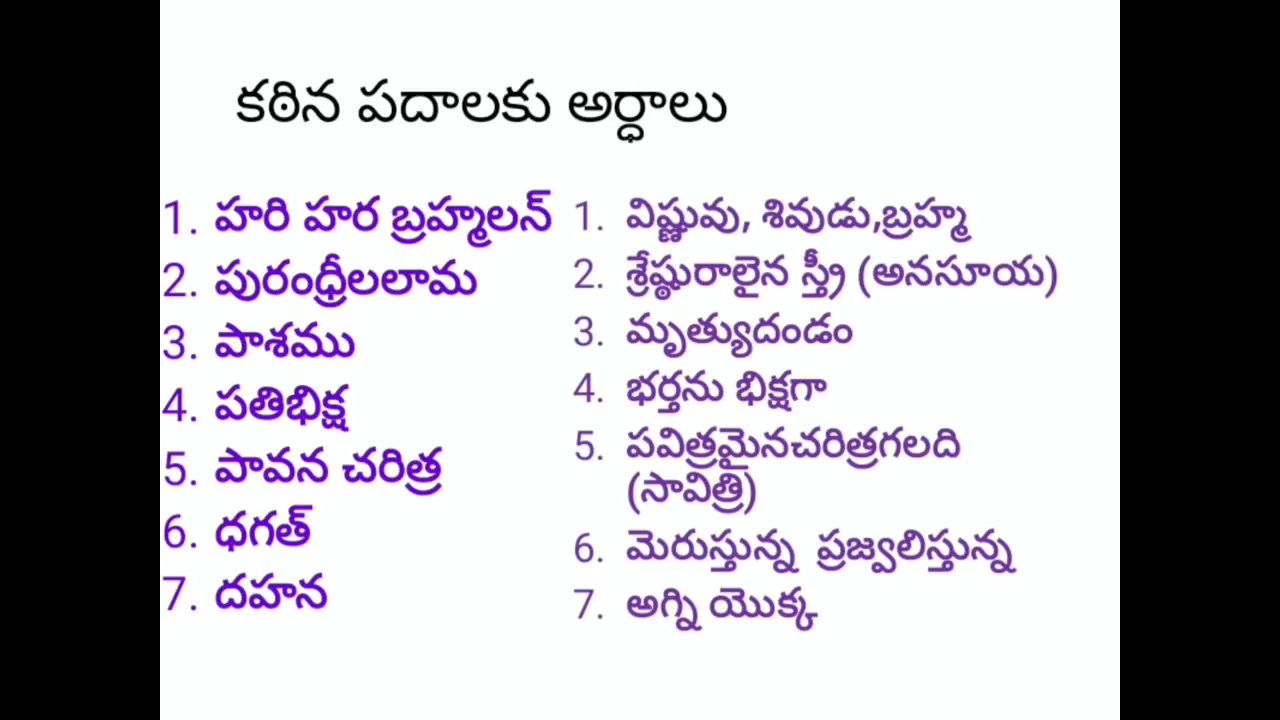 కఠిన పదాలకు అర్ధాలు
1. హరి హర బ్రహ్మలన్
2. పురంధ్రీలలామ
3. పాశము
4. పతిభిక్ష
5. పావన చరిత్ర
6. ధగత్
7. దహన
1. విష్ణువు, శివుడు,బ్రహ్మ
2. శ్రేష్ఠురాలైన స్త్రీ (అనసూయ)
3. మృత్యుదండం
4. భర్తను భిక్షగా
5. పవిత్రమైనచరిత్రగలది
(సావిత్రి)
6. మెరుస్తున్న ప్రజ్వలిస్తున్న
7. అగ్ని యొక్క